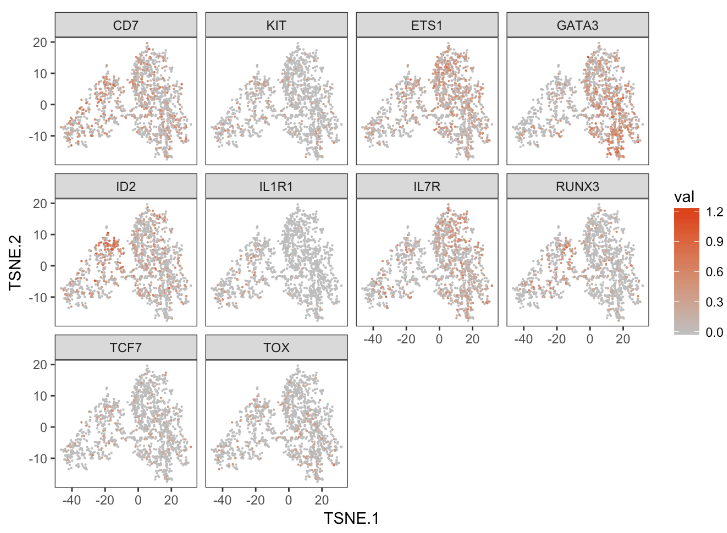 CD7 KIT ETS1 GATA3
20
10
0
-10
ID2 IL1R1 IL7R RUNX3
20
10
0
-10
-40 -20 0 20 -40 -20 0 20
TCF7 TOX
20
10
0
-10
-40 -20 0 20 -40 -20 0 20
TSNE.1
TSNE.2
val
1.2
0.9
0.6
0.3
0.0